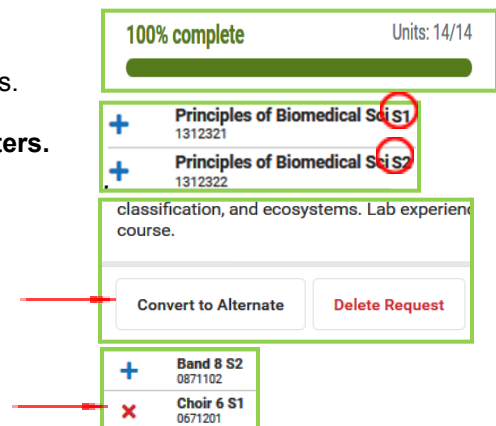 100% complete Units: 14/14
s.
Principles of Biomedical Sci S1
1312321
ters.
Principles of Biomedical Sci S2
1312322
classification, and ecosystems. Lab experienc
course.
Convert to Alternate Delete Request
Band 8 S2
0871102
Choir 6 S1
0671201